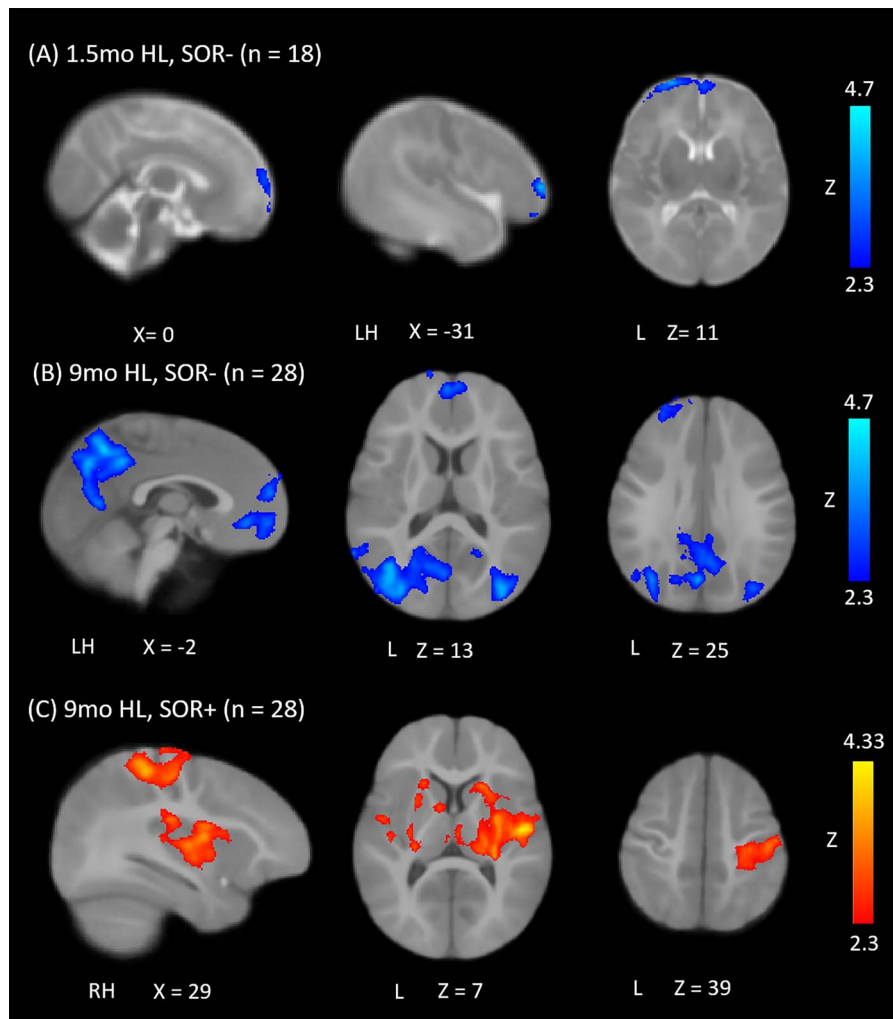 (A) 1.5mo HL, SOR- (n = 18)
4.7
Z
2.3
X= 0
LH X = -31
L Z= 11
(B) 9mo HL, SOR- (n = 28)
4.7
Z
2.3
LH X = -2
L Z = 13
L Z = 25
(C) 9mo HL, SOR+ (n = 28)
4.33
Z
2.3
RH X = 29
L Z = 7
L Z = 39